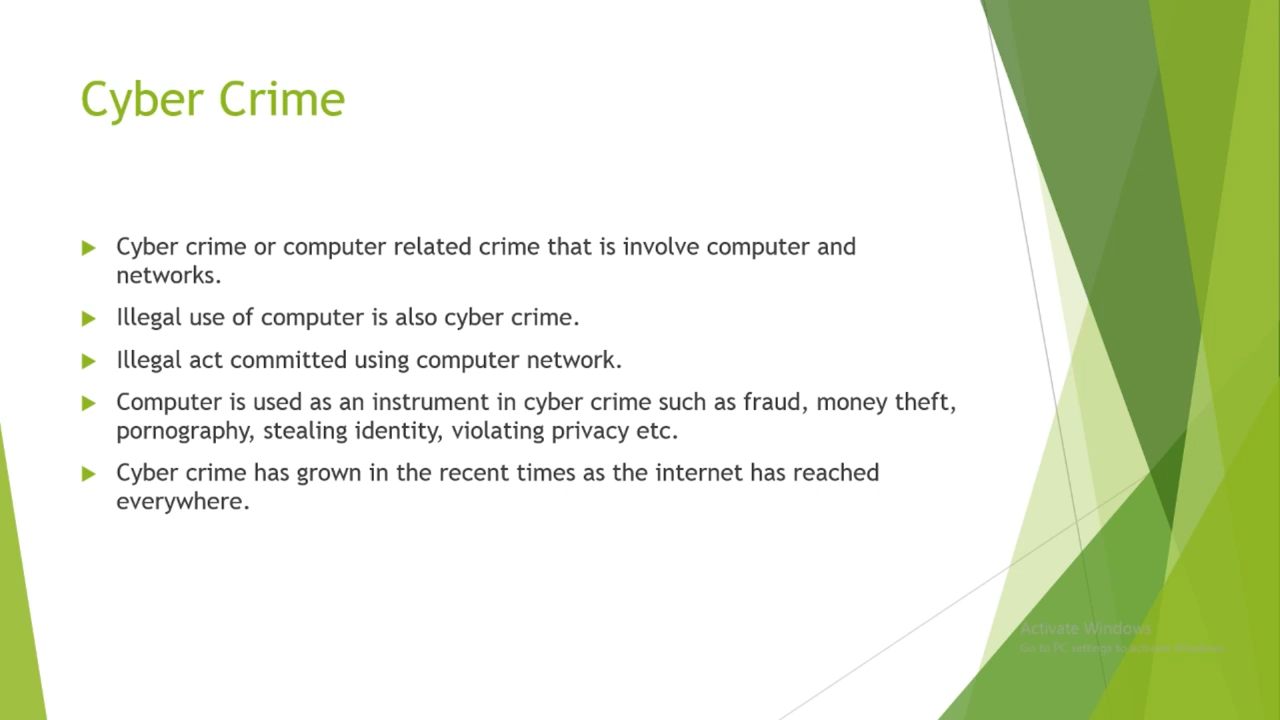 Cyber Crime
Cyber crime or computer related crime that is involve computer and
networks.
Illegal use of computer is also cyber crime.
Illegal act committed using computer network.
Computer is used as an instrument in cyber crime such as fraud, money theft,
pornography, stealing identity, violating privacy etc.
Cyber crime has grown in the recent times as the internet has reached
everywhere.
Activate Windows
Go to PC settings to activate Windows.